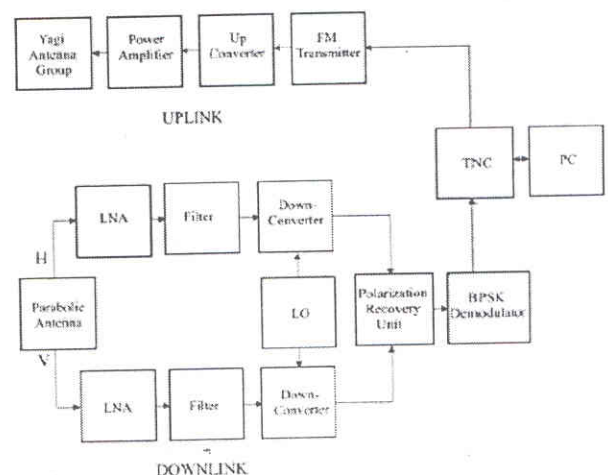 Yagi
Antenna
Group
Power
Amplifier
Up
Converter
FM
Transmitter
UPLINK
TNC
PC
LNA
Filter
Down-
Converter
H
Parabolic
Antenna
V
LO
Polarization
Recovery
Unit
BPSK
Demodulator
LNA
Filter
Down-
Converter
DOWNLINK